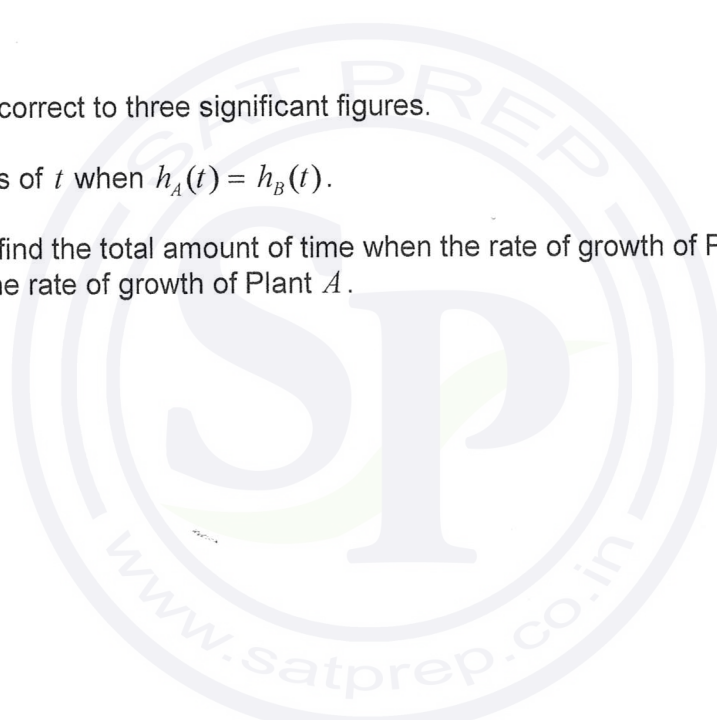 correct to three significant figures.
s of t when h_A(t) = h_B(t).
find the total amount of time when the rate of growth of P
e rate of growth of Plant A.
SAT PREP
SP
www.satprep.co.in